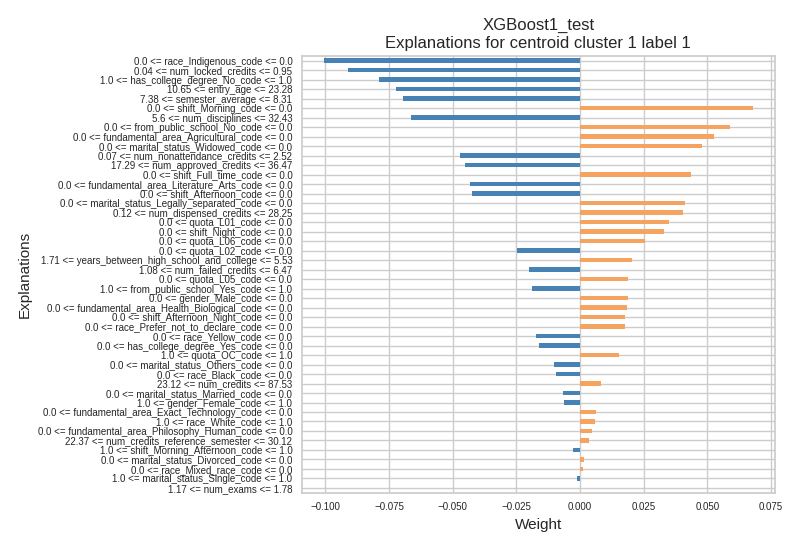 XGBoost1_test
Explanations for centroid cluster 1 label 1
0.0 <= race_Indigenous_code <= 0.0
0.04 <= num_locked_credits <= 0.95
1.0 <= has_college_degree_No_code <= 1.0
10.65 <= entry_age <= 23.28
7.38 <= semester_average <= 8.31
0.0 <= shift_Morning_code <= 0.0
5.6 <= num_disciplines <= 32.43
0.0 <= from_public_school_No_code <= 0.0
0.0 <= fundamental_area_Agricultural_code <= 0.0
0.0 <= marital_status_Widowed_code <= 0.0
0.07 <= num_nonattendance_credits <= 2.52
17.29 <= num_approved_credits <= 36.47
0.0 <= shift_Full_time_code <= 0.0
0.0 <= fundamental_area_Literature_Arts_code <= 0.0
0.0 <= shift_Afternoon_code <= 0.0
0.0 <= marital_status_Legally_separated_code <= 0.0
0.12 <= num_dispensed_credits <= 28.25
0.0 <= quota_L01_code <= 0.0
0.0 <= shift_Night_code <= 0.0
0.0 <= quota_L06_code <= 0.0
0.0 <= quota_L02_code <= 0.0
1.71 <= years_between_high_school_and_college <= 5.53
1.08 <= num_failed_credits <= 6.47
0.0 <= quota_L05_code <= 0.0
1.0 <= from_public_school_Yes_code <= 1.0
0.0 <= gender_Male_code <= 0.0
0.0 <= fundamental_area_Health_Biological_code <= 0.0
0.0 <= shift_Afternoon_Night_code <= 0.0
0.0 <= race_Prefer_not_to_declare_code <= 0.0
0.0 <= race_Yellow_code <= 0.0
0.0 <= has_college_degree_Yes_code <= 0.0
1.0 <= quota_OC_code <= 1.0
0.0 <= marital_status_Others_code <= 0.0
0.0 <= race_Black_code <= 0.0
23.12 <= num_credits <= 87.53
0.0 <= marital_status_Married_code <= 0.0
1.0 <= gender_Female_code <= 1.0
0.0 <= fundamental_area_Exact_Technology_code <= 0.0
1.0 <= race_White_code <= 1.0
0.0 <= fundamental_area_Philosophy_Human_code <= 0.0
22.37 <= num_credits_reference_semester <= 30.12
1.0 <= shift_Morning_Afternoon_code <= 1.0
0.0 <= marital_status_Divorced_code <= 0.0
0.0 <= race_Mixed_race_code <= 0.0
1.0 <= marital_status_Single_code <= 1.0
1.17 <= num_exams <= 1.78
Explanations
−0.100 −0.075 −0.050 −0.025 0.000 0.025 0.050 0.075
Weight